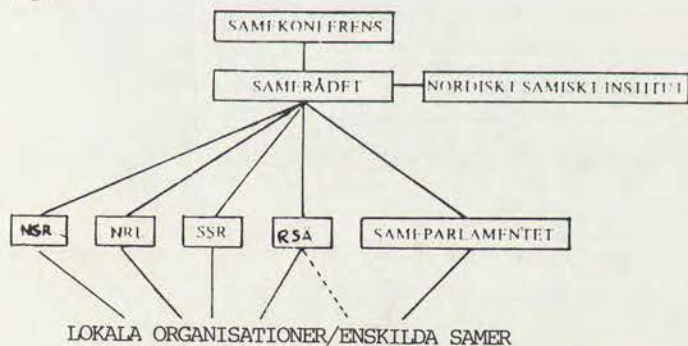 SAMEKONFERENS
SAMERÅDET
NORDISKT SAMISKT INSTITUT
NSR
NRL
SSR
RSÄ
SAMEPARLAMENTET
LOKALA ORGANISATIONER/ENSKILDA SAMER